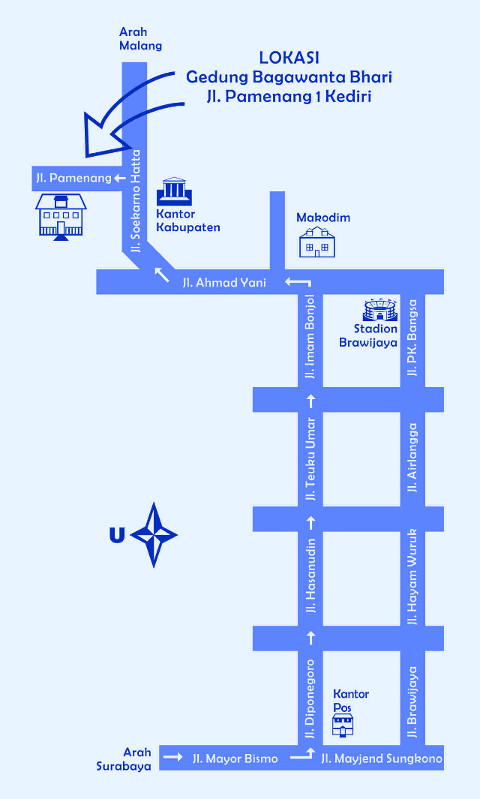 Arah
Malang
LOKASI
Gedung Bagawanta Bhari
Jl. Pamenang 1 Kediri
Jl. Pamenang
Jl. Soekarno Hatta
Kantor
Kabupaten
Makodim
Jl. Ahmad Yani
Jl. Imam Bonjol
Stadion
Brawijaya
Jl. PK. Bangsa
Jl. Teuku Umar
Jl. Airlangga
U
Jl. Hasanudin
Jl. Hayam Wuruk
Jl. Diponegoro
Kantor
Pos
Jl. Brawijaya
Arah
Surabaya
Jl. Mayor Bismo
Jl. Mayjend Sungkono